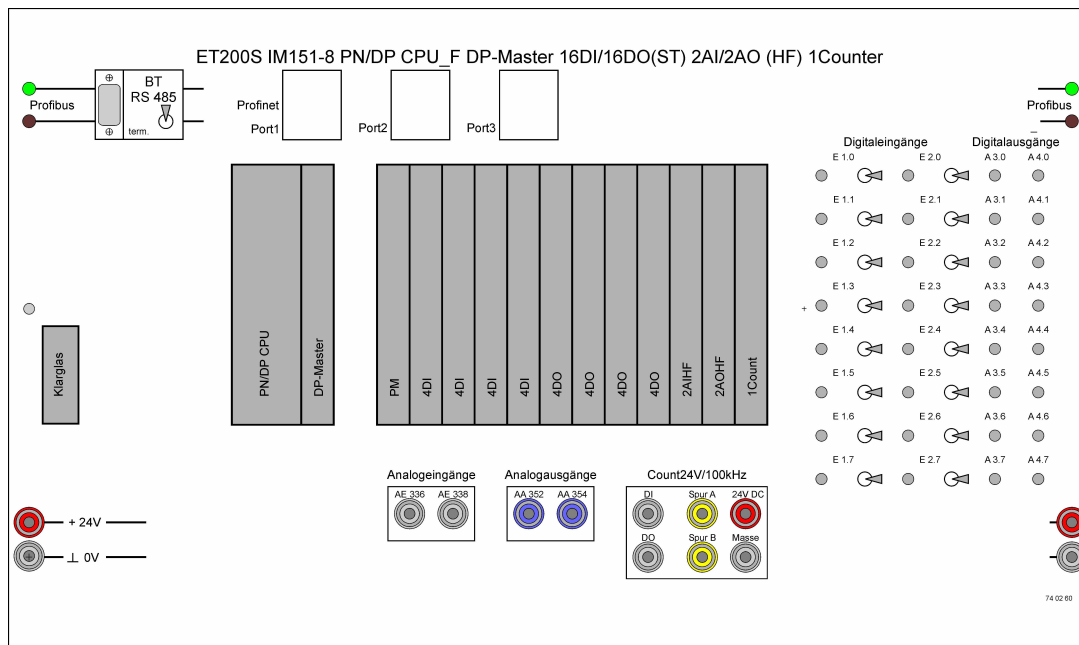 ET200S IM151-8 PN/DP CPU_F DP-Master 16DI/16DO(ST) 2AI/2AO (HF) 1Counter
BT
RS 485
term.
Profibus
Profinet
Port1
Port2
Port3
Profibus
Digitaleingänge
Digitalausgänge
E 1.0 E 2.0 A 3.0 A 4.0
E 1.1 E 2.1 A 3.1 A 4.1
E 1.2 E 2.2 A 3.2 A 4.2
E 1.3 E 2.3 A 3.3 A 4.3
E 1.4 E 2.4 A 3.4 A 4.4
E 1.5 E 2.5 A 3.5 A 4.5
E 1.6 E 2.6 A 3.6 A 4.6
E 1.7 E 2.7 A 3.7 A 4.7
Klarglas
PN/DP CPU
DP-Master
PM
4DI
4DI
4DI
4DI
4DO
4DO
4DO
4DO
2AIHF
2AOHF
1Count
Analogeingänge
AE 336 AE 338
Analogausgänge
AA 352 AA 354
Count24V/100kHz
DI Spur A 24V DC
DO Spur B Masse
+ 24V
⊥ 0V
74 02 60